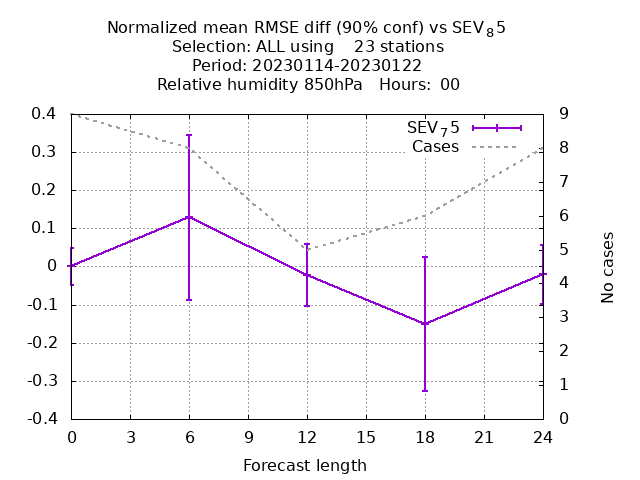 Normalized mean RMSE diff (90% conf) vs SEV₈5
Selection: ALL using    23 stations
Period: 20230114-20230122
Relative humidity 850hPa   Hours: 00
SEV₇5
Cases
0.4
0.3
0.2
0.1
0
-0.1
-0.2
-0.3
-0.4
9
8
7
6
5
4
3
2
1
0
No cases
0 3 6 9 12 15 18 21 24
Forecast length